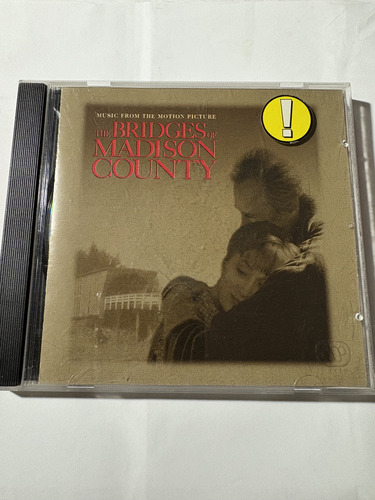 MUSIC FROM THE MOTION PICTURE
THE BRIDGES OF
MADISON
COUNTY
!